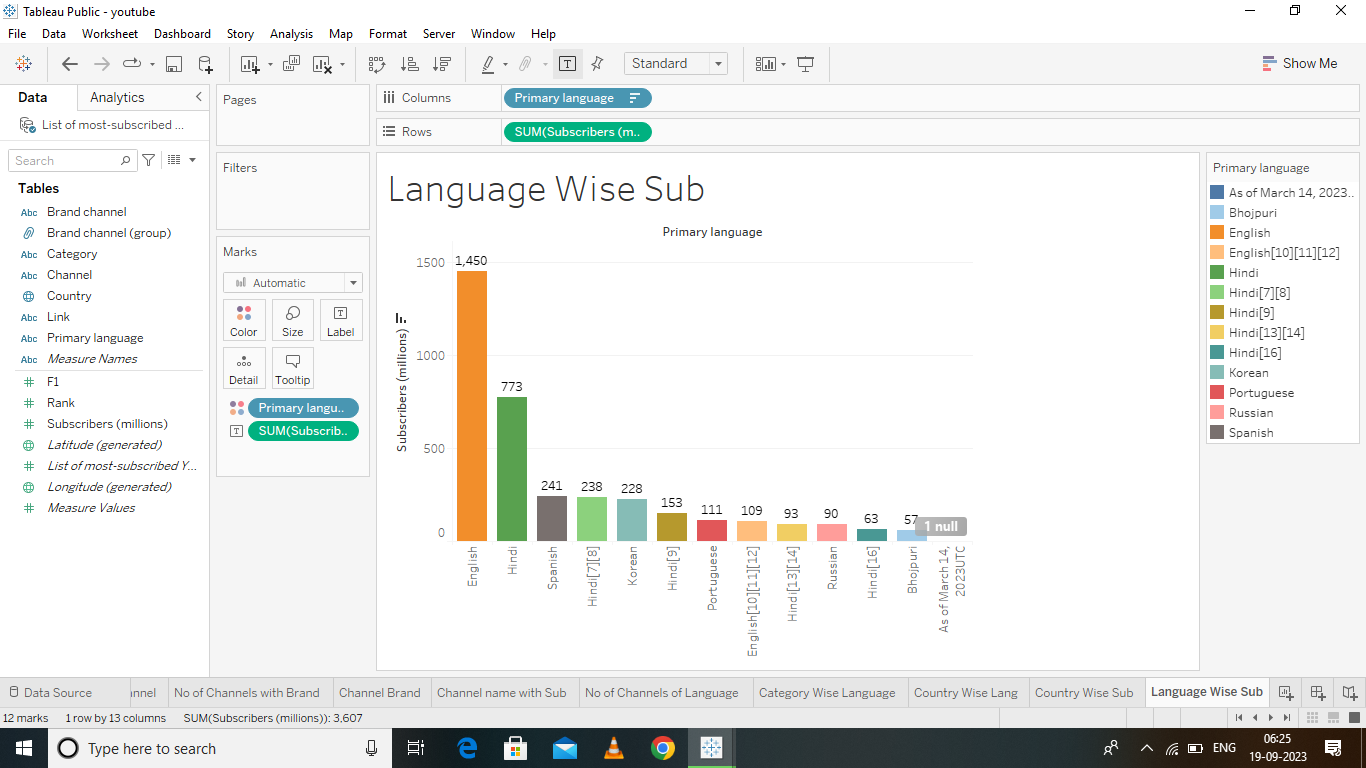 Tableau Public - youtube
File Data Worksheet Dashboard Story Analysis Map Format Server Window Help
Standard
Show Me
Data Analytics
List of most-subscribed ...
Search
Tables
Abc Brand channel
Brand channel (group)
Abc Category
Abc Channel
Country
Abc Link
Abc Primary language
Abc Measure Names
# F1
# Rank
# Subscribers (millions)
Latitude (generated)
# List of most-subscribed Y...
Longitude (generated)
# Measure Values
Pages
Filters
Marks
Automatic
Color Size Label
Detail Tooltip
Primary langu..
SUM(Subscrib..
Columns Primary language
Rows SUM(Subscribers (m..
Language Wise Sub
Primary language
Subscribers (millions)
1500
1000
500
0
1,450
773
241
238
228
153
111
109
93
90
63
57
1 null
English
Hindi
Spanish
Hindi[7][8]
Korean
Hindi[9]
Portuguese
English[10][11][12]
Hindi[13][14]
Russian
Hindi[16]
Bhojpuri
As of March 14,
2023UTC
Primary language
As of March 14, 2023..
Bhojpuri
English
English[10][11][12]
Hindi
Hindi[7][8]
Hindi[9]
Hindi[13][14]
Hindi[16]
Korean
Portuguese
Russian
Spanish
Data Source nnel No of Channels with Brand Channel Brand Channel name with Sub No of Channels of Language Category Wise Language Country Wise Lang Country Wise Sub Language Wise Sub
12 marks 1 row by 13 columns SUM(Subscribers (millions)): 3,607
Type here to search
ENG
06:25
19-09-2023